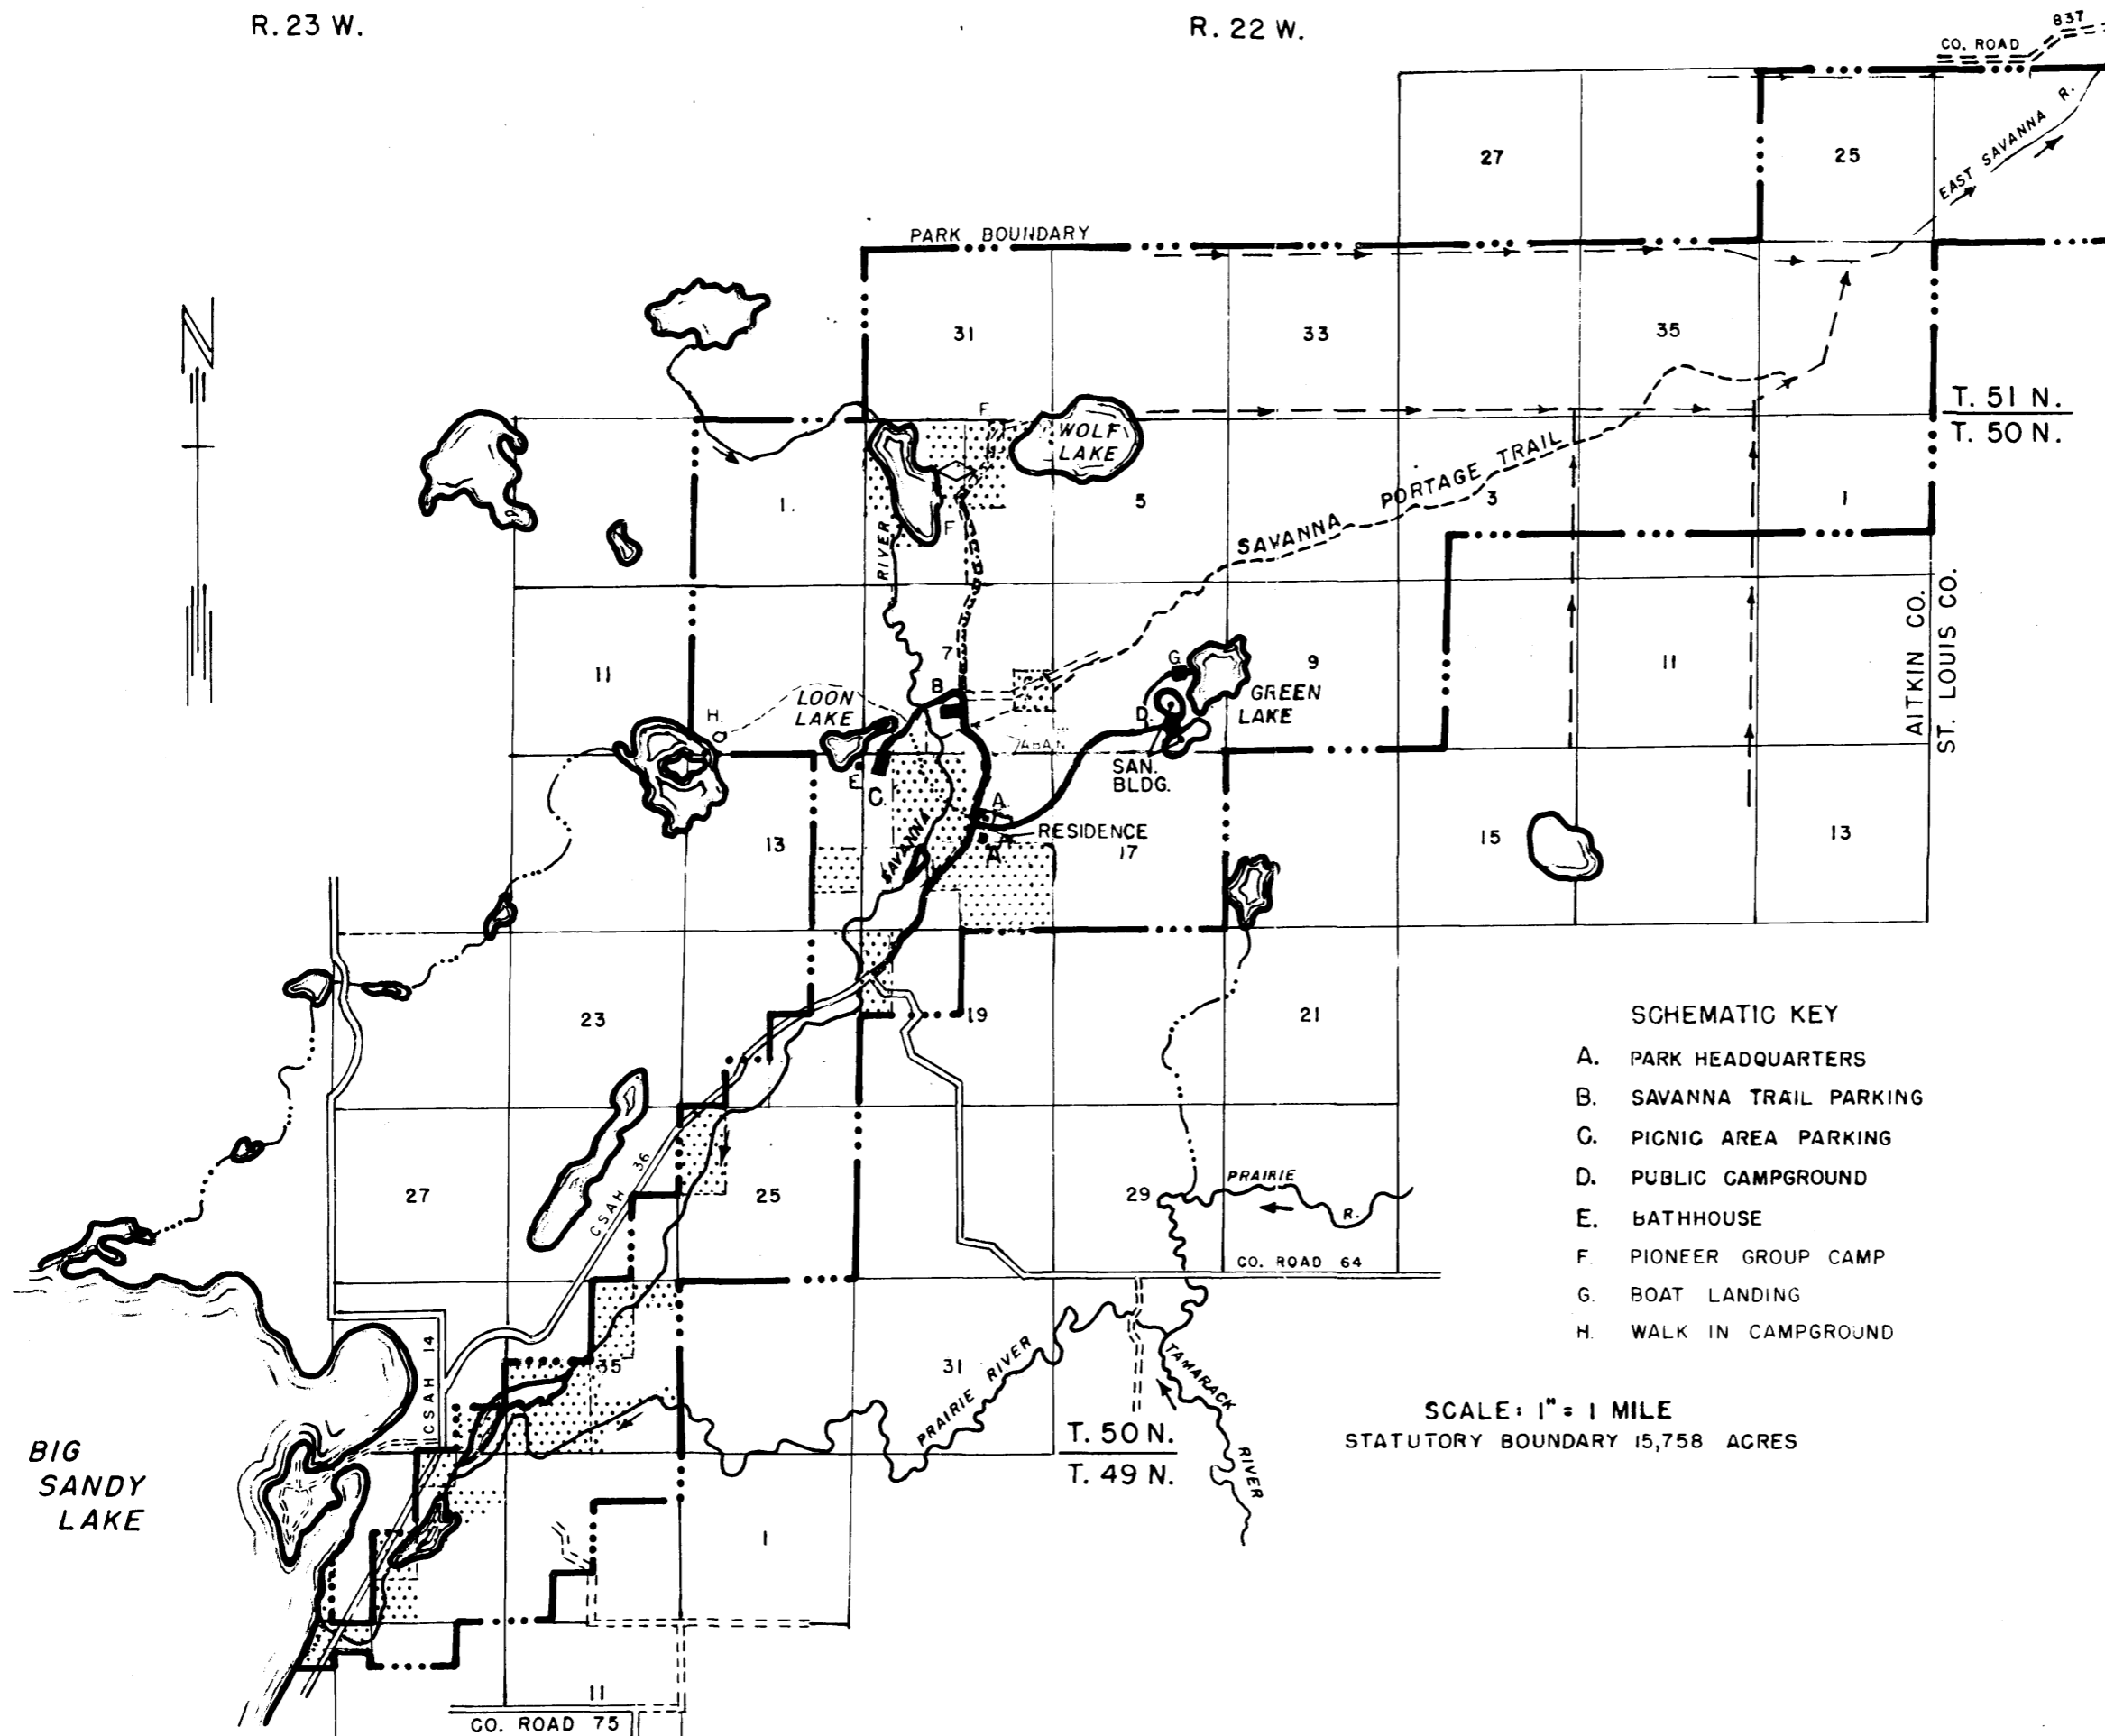 R. 23 W.
R. 22 W.
837
CO. ROAD
EAST SAVANNA R.
27
25
PARK BOUNDARY
N
31
33
35
T. 51 N.
T. 50 N.
F
WOLF
LAKE
1.
5
SAVANNA PORTAGE TRAIL
3
1
F
RIVER
11
7
9
11
AITKIN CO.
ST. LOUIS CO.
H.
LOON
LAKE
B
G
GREEN
LAKE
D.
SAN.
BLDG.
E
C.
A.
RESIDENCE
A
13
SAVANNA
17
15
13
23
19
21
SCHEMATIC KEY
A. PARK HEADQUARTERS
B. SAVANNA TRAIL PARKING
C. PICNIC AREA PARKING
D. PUBLIC CAMPGROUND
E. BATHHOUSE
F. PIONEER GROUP CAMP
G. BOAT LANDING
H. WALK IN CAMPGROUND
27
CSAH 36
25
29
PRAIRIE
R.
CO. ROAD 64
CSAH 14
35
31
PRAIRIE RIVER
TAMARACK
RIVER
SCALE: 1" = 1 MILE
STATUTORY BOUNDARY 15,758 ACRES
T. 50 N.
T. 49 N.
BIG
SANDY
LAKE
1
11
CO. ROAD 75